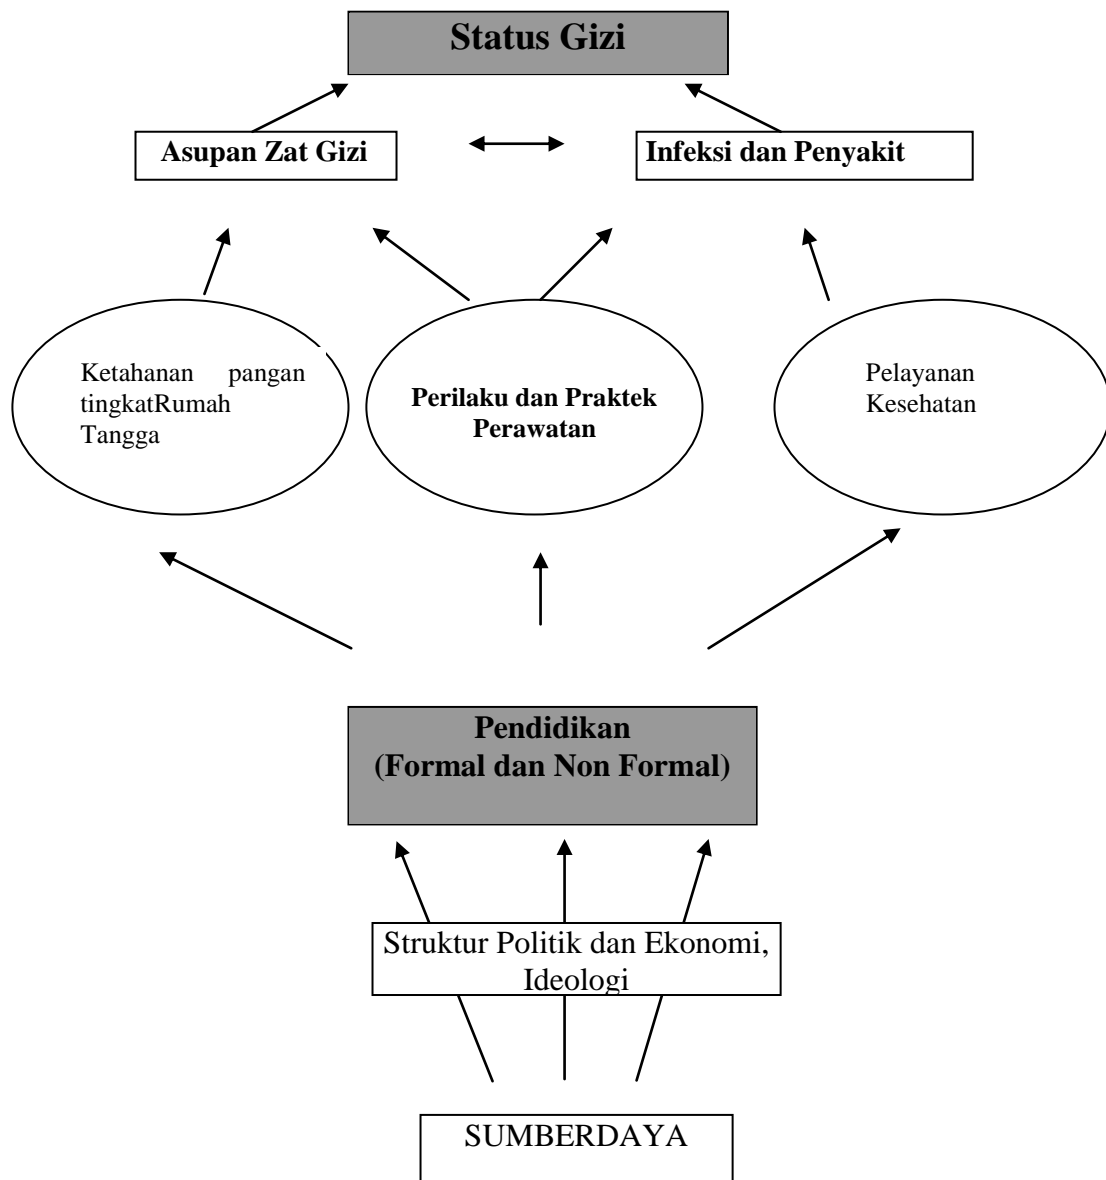 Status Gizi
Asupan Zat Gizi
Infeksi dan Penyakit
Ketahanan pangan
tingkatRumah
Tangga
Perilaku dan Praktek
Perawatan
Pelayanan
Kesehatan
Pendidikan
(Formal dan Non Formal)
Struktur Politik dan Ekonomi,
Ideologi
SUMBERDAYA